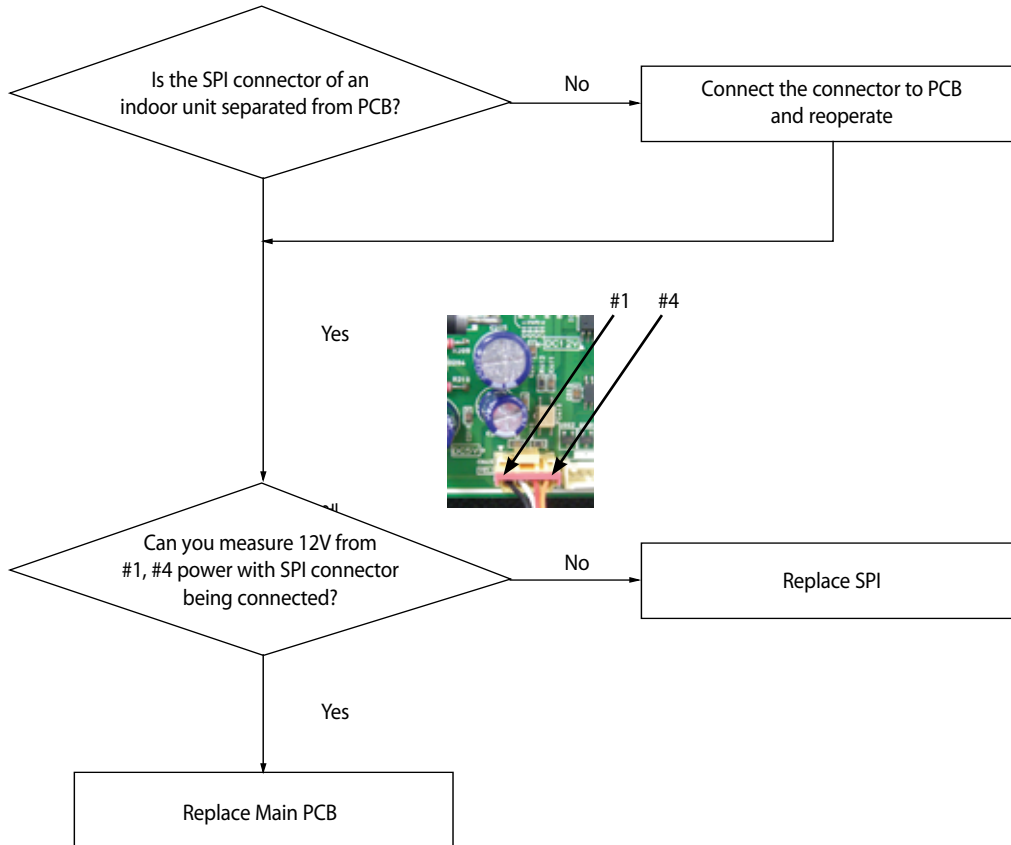 Is the SPI connector of an
indoor unit separated from PCB?
No
Connect the connector to PCB
and reoperate
#1
#4
Yes
DC12V
Can you measure 12V from
#1, #4 power with SPI connector
being connected?
No
Replace SPI
Yes
Replace Main PCB